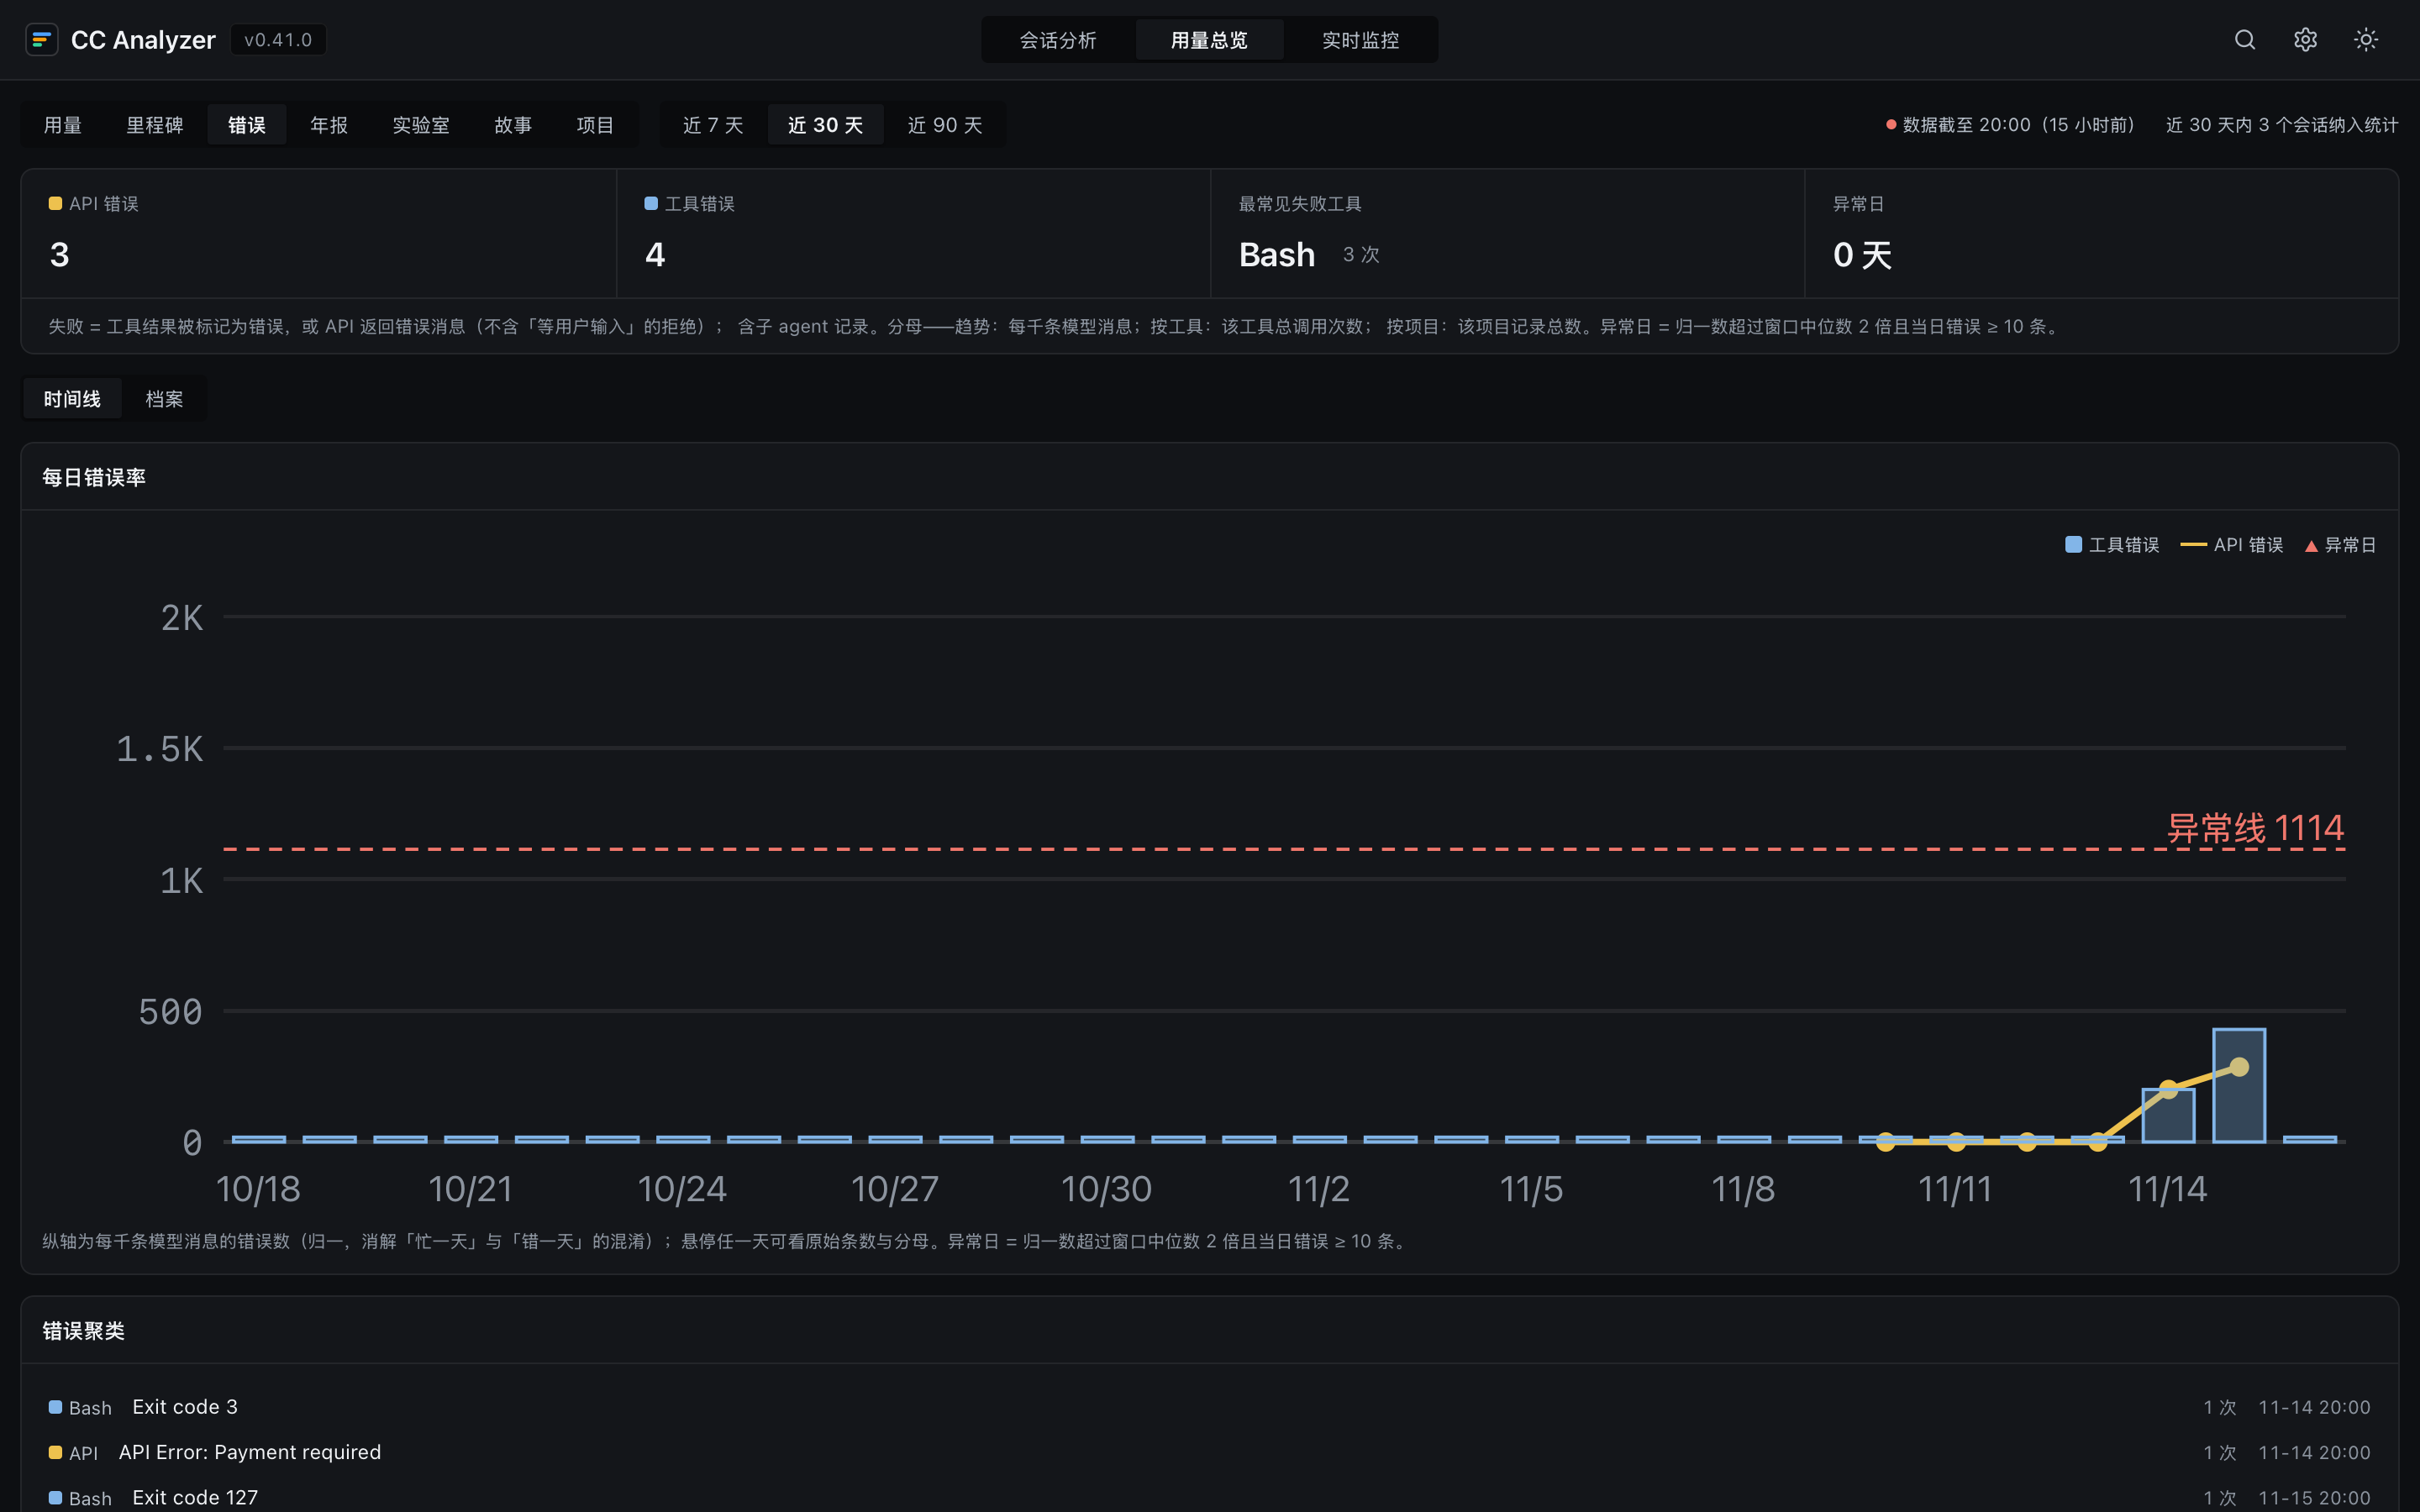 CC Analyzer v0.41.0 会话分析 用量总览 实时监控
用量 里程碑 错误 年报 实验室 故事 项目 近 7 天 近 30 天 近 90 天 数据截至 20:00（15 小时前） 近 30 天内 3 个会话纳入统计
API 错误 工具错误 最常见失败工具 异常日
3 4 Bash 3 次 0 天
失败 = 工具结果被标记为错误，或 API 返回错误消息（不含「等用户输入」的拒绝）； 含子 agent 记录。分母——趋势：每千条模型消息；按工具：该工具总调用次数； 按项目：该项目记录总数。异常日 = 归一数超过窗口中位数 2 倍且当日错误 ≥ 10 条。
时间线 档案
每日错误率
工具错误 API 错误 异常日
2K
1.5K
异常线 1114
1K
500
0
10/18 10/21 10/24 10/27 10/30 11/2 11/5 11/8 11/11 11/14
纵轴为每千条模型消息的错误数（归一，消解「忙一天」与「错一天」的混淆）；悬停任一天可看原始条数与分母。异常日 = 归一数超过窗口中位数 2 倍且当日错误 ≥ 10 条。
错误聚类
Bash Exit code 3 1 次 11-14 20:00
API API Error: Payment required 1 次 11-14 20:00
Bash Exit code 127 1 次 11-15 20:00